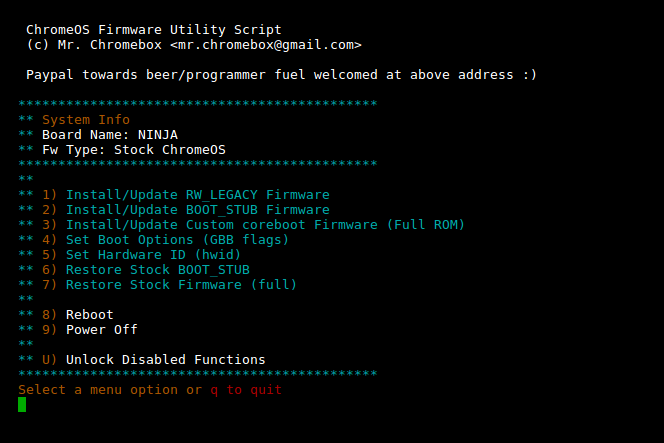 ChromeOS Firmware Utility Script
(c) Mr. Chromebox <mr.chromebox@gmail.com>
Paypal towards beer/programmer fuel welcomed at above address :)
*********************************************
** System Info
** Board Name: NINJA
** Fw Type: Stock ChromeOS
*********************************************
**
** 1) Install/Update RW_LEGACY Firmware
** 2) Install/Update BOOT_STUB Firmware
** 3) Install/Update Custom coreboot Firmware (Full ROM)
** 4) Set Boot Options (GBB flags)
** 5) Set Hardware ID (hwid)
** 6) Restore Stock BOOT_STUB
** 7) Restore Stock Firmware (full)
**
** 8) Reboot
** 9) Power Off
**
** U) Unlock Disabled Functions
*********************************************
Select a menu option or q to quit